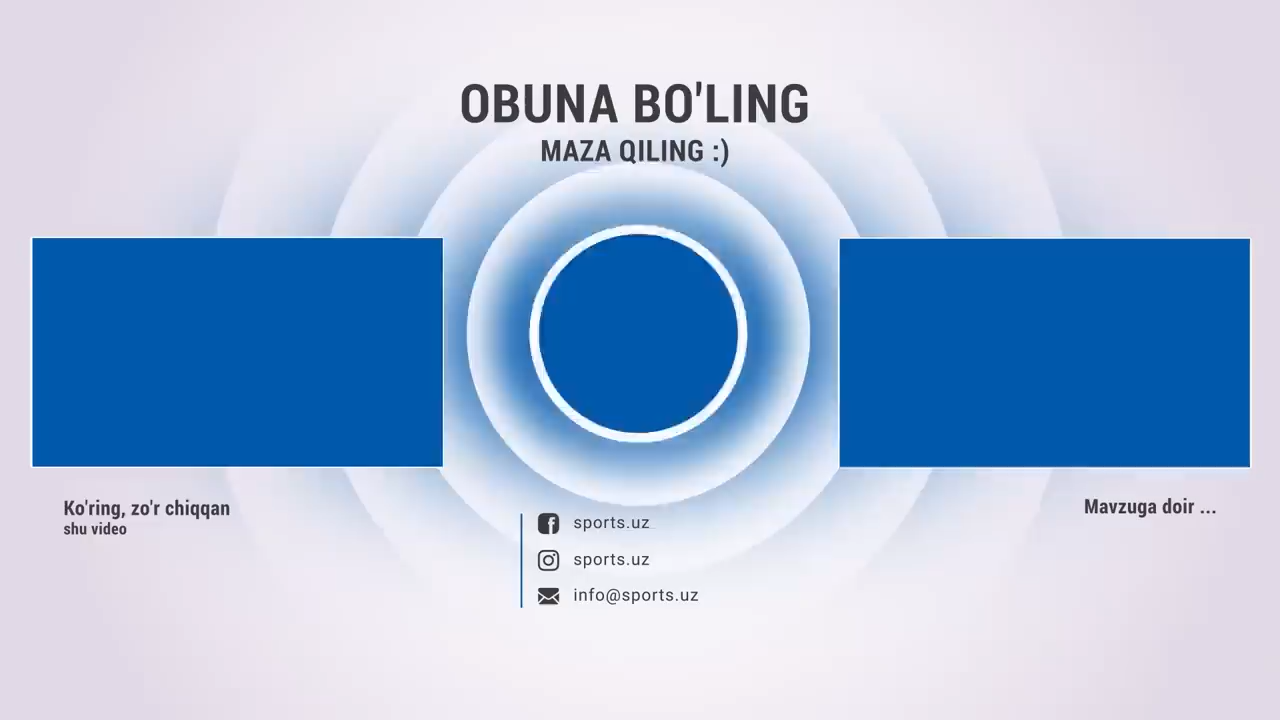 OBUNA BO'LING
MAZA QILING :)
Ko'ring, zo'r chiqqan
shu video
Mavzuga doir ...
sports.uz
sports.uz
info@sports.uz